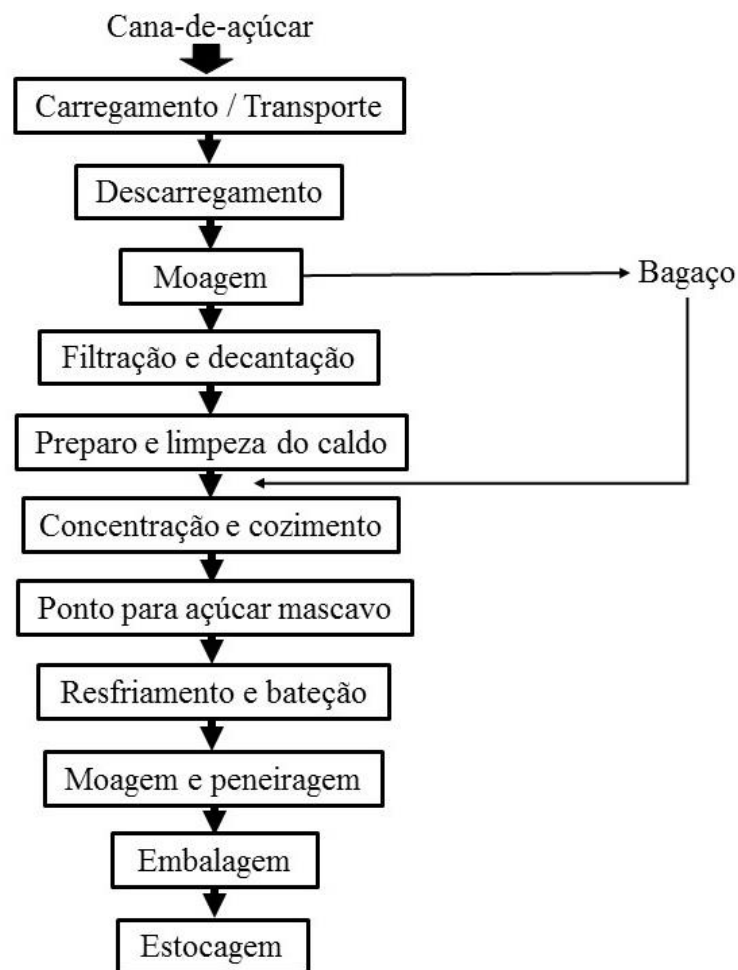 Cana-de-açúcar
Carregamento / Transporte
Descarregamento
Moagem
Bagaço
Filtração e decantação
Preparo e limpeza do caldo
Concentração e cozimento
Ponto para açúcar mascavo
Resfriamento e bateção
Moagem e peneiragem
Embalagem
Estocagem